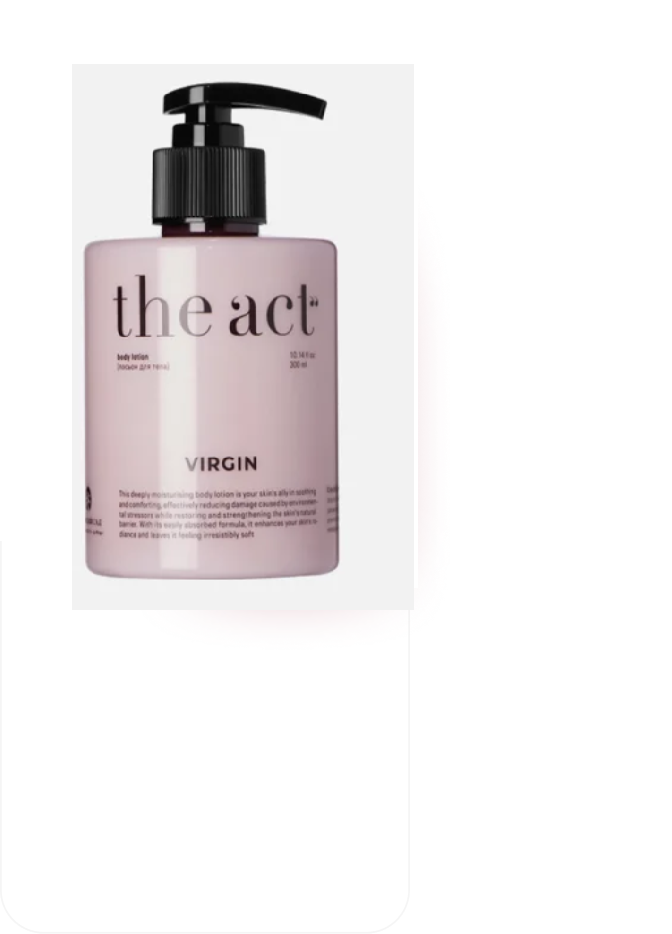 the act
body lotion
(лосьон для тела)
10.14 fl oz
300 ml
VIRGIN
This deeply moisturising body lotion is your skin's ally in soothing
and comforting, effectively reducing damage caused by environmen-
tal stressors while restoring and strengthening the skin's natural
barrier. With its easily absorbed formula, it enhances your skin's ra-
diance and leaves it feeling irresistibly soft